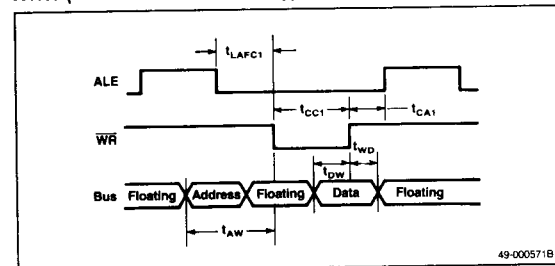 tLAFC1
ALE
tCC1
tCA1
WR
tWD
tDW
Bus Floating Address Floating Data Floating
tAW
49-000571B